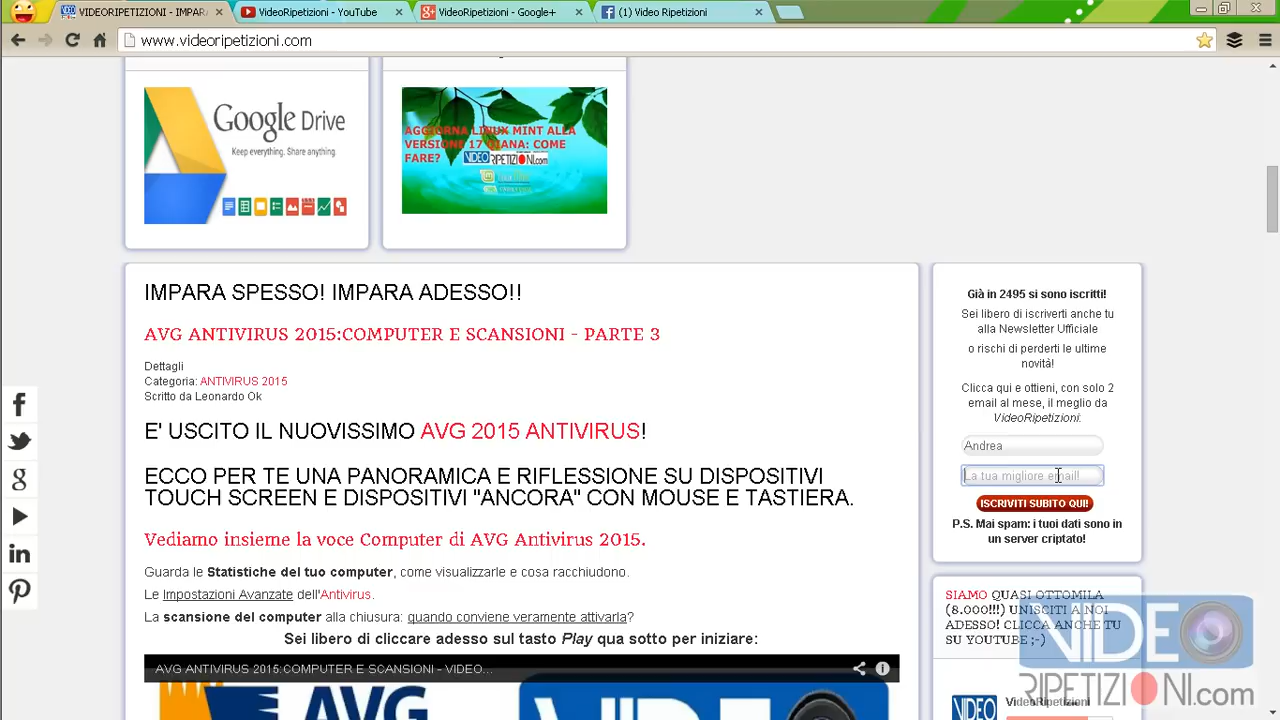 VIDEORIPETIZIONI - IMPAR
VideoRipetizioni - YouTube
VideoRipetizioni - Google+
(1) Video Ripetizioni
www.videoripetizioni.com
Google Drive
Keep everything. Share anything.
AGGIORNA LINUX MINT ALLA
VERSIONE 17 QIANA: COME
FARE?
VIDEO RIPETIZIONI.com
IMPARA SPESSO! IMPARA ADESSO!!
AVG ANTIVIRUS 2015:COMPUTER E SCANSIONI - PARTE 3
Dettagli
Categoria: ANTIVIRUS 2015
Scritto da Leonardo Ok
E' USCITO IL NUOVISSIMO AVG 2015 ANTIVIRUS!
ECCO PER TE UNA PANORAMICA E RIFLESSIONE SU DISPOSITIVI
TOUCH SCREEN E DISPOSITIVI "ANCORA" CON MOUSE E TASTIERA.
Vediamo insieme la voce Computer di AVG Antivirus 2015.
Guarda le Statistiche del tuo computer, come visualizzarle e cosa racchiudono.
Le Impostazioni Avanzate dell'Antivirus.
La scansione del computer alla chiusura: quando conviene veramente attivarla?
Sei libero di cliccare adesso sul tasto Play qua sotto per iniziare:
AVG ANTIVIRUS 2015:COMPUTER E SCANSIONI - VIDEO...
AVG
Già in 2495 si sono iscritti!
Sei libero di iscriverti anche tu
alla Newsletter Ufficiale
o rischi di perderti le ultime
novità!
Clicca qui e ottieni, con solo 2
email al mese, il meglio da
VideoRipetizioni:
Andrea
La tua migliore email!
ISCRIVITI SUBITO QUI!
P.S. Mai spam: i tuoi dati sono in
un server criptato!
SIAMO QUASI OTTOMILA
(8.000!!!) UNISCITI A NOI
ADESSO! CLICCA ANCHE TU
SU YOUTUBE ;-)
VideoRipetizioni
VIDEO
VIDEO
RIPETIZIONI.com